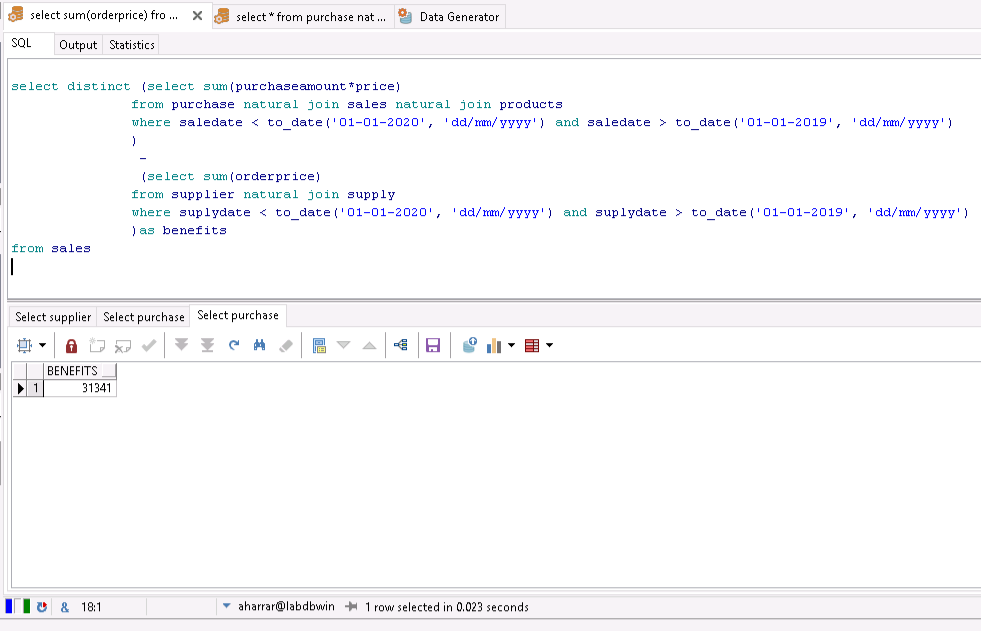 select sum(orderprice) fro ...
select * from purchase nat ...
Data Generator
SQL
Output
Statistics
select distinct (select sum(purchaseamount*price)
from purchase natural join sales natural join products
where saledate < to_date('01-01-2020', 'dd/mm/yyyy') and saledate > to_date('01-01-2019', 'dd/mm/yyyy')
)
-
(select sum(orderprice)
from supplier natural join supply
where suplydate < to_date('01-01-2020', 'dd/mm/yyyy') and suplydate > to_date('01-01-2019', 'dd/mm/yyyy')
)as benefits
from sales
Select supplier
Select purchase
Select purchase
BENEFITS
1
31341
&
18:1
aharrar@labdbwin
1 row selected in 0.023 seconds